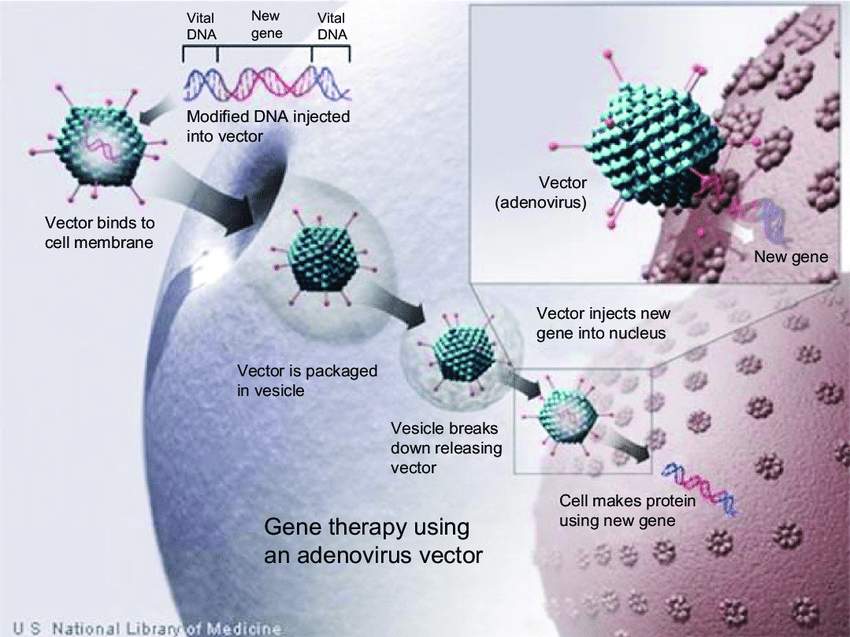 Vital
DNA
New
gene
Vital
DNA
Modified DNA injected
into vector
Vector binds to
cell membrane
Vector
(adenovirus)
New gene
Vector injects new
gene into nucleus
Vector is packaged
in vesicle
Vesicle breaks
down releasing
vector
Cell makes protein
using new gene
Gene therapy using
an adenovirus vector
U.S. National Library of Medicine